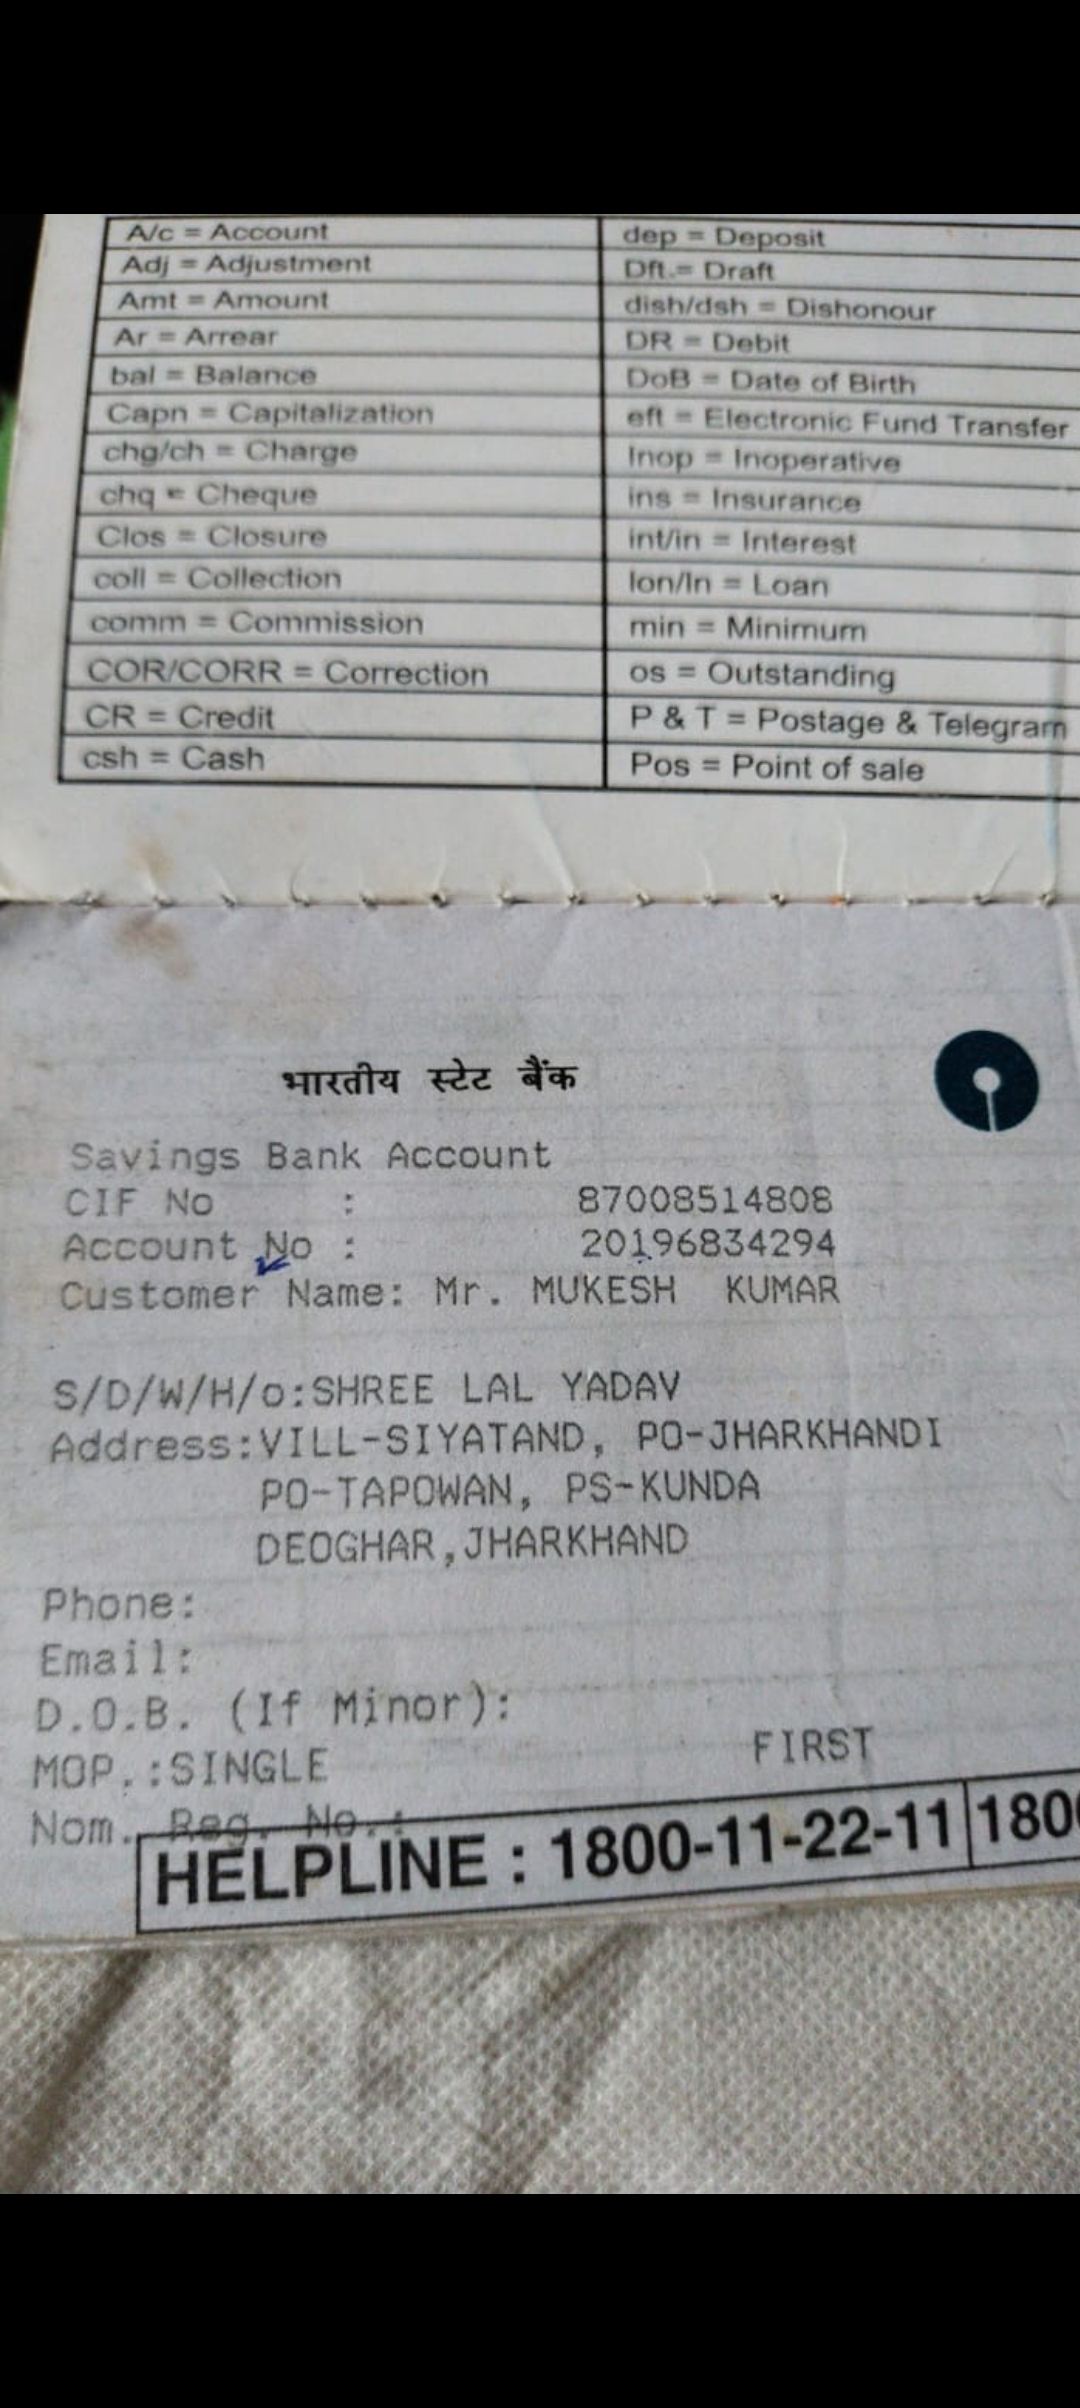 A/c = Account
dep = Deposit
Adj = Adjustment
Dft.= Draft
Amt = Amount
dish/dsh = Dishonour
Ar = Arrear
DR = Debit
bal = Balance
DoB = Date of Birth
Capn = Capitalization
eft = Electronic Fund Transfer
chg/ch = Charge
Inop = Inoperative
chq = Cheque
ins = Insurance
Clos = Closure
int/in = Interest
coll = Collection
lon/ln = Loan
comm = Commission
min = Minimum
COR/CORR = Correction
os = Outstanding
CR = Credit
P & T = Postage & Telegram
csh = Cash
Pos = Point of sale
भारतीय स्टेट बैंक
Savings Bank Account
CIF No : 87008514808
Account No : 20196834294
Customer Name: Mr. MUKESH KUMAR
S/D/W/H/o:SHREE LAL YADAV
Address:VILL-SIYATAND, PO-JHARKHANDI
PO-TAPOWAN, PS-KUNDA
DEOGHAR,JHARKHAND
Phone:
Email:
D.O.B. (If Minor):
MOP.:SINGLE FIRST
Nom. Reg. No.:
HELPLINE : 1800-11-22-11 1800